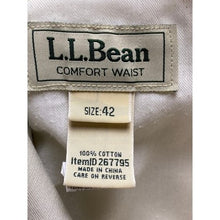 L.L.Bean
COMFORT WAIST
SIZE: 42
100% COTTON
ItemID 267795
MADE IN CHINA
CARE ON REVERSE